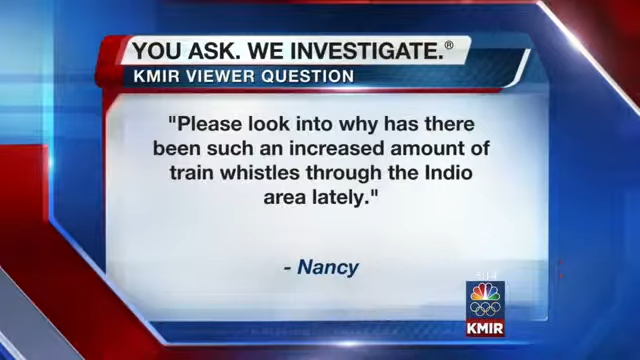 YOU ASK. WE INVESTIGATE.®
KMIR VIEWER QUESTION
"Please look into why has there
been such an increased amount of
train whistles through the Indio
area lately."
- Nancy
KMIR